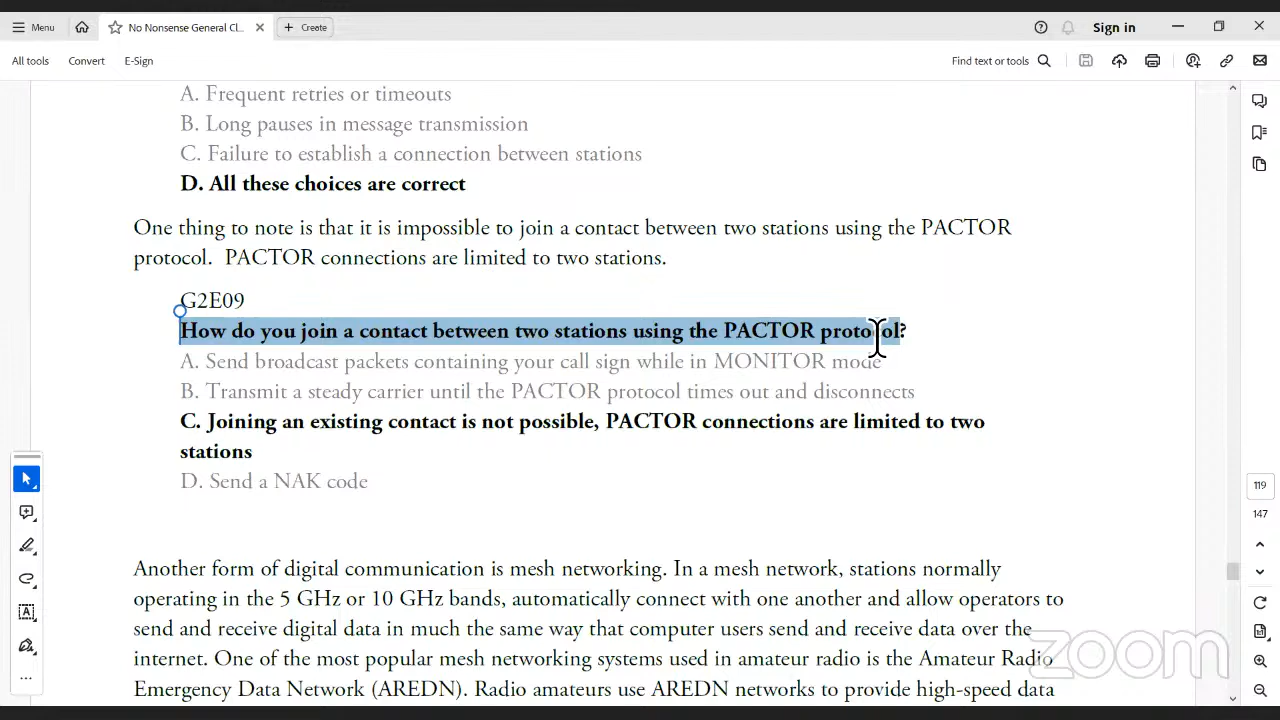 Menu
No Nonsense General Cl...
Create
Sign in
All tools
Convert
E-Sign
Find text or tools
A. Frequent retries or timeouts
B. Long pauses in message transmission
C. Failure to establish a connection between stations
D. All these choices are correct
One thing to note is that it is impossible to join a contact between two stations using the PACTOR
protocol.  PACTOR connections are limited to two stations.
G2E09
How do you join a contact between two stations using the PACTOR protocol?
A. Send broadcast packets containing your call sign while in MONITOR mode
B. Transmit a steady carrier until the PACTOR protocol times out and disconnects
C. Joining an existing contact is not possible, PACTOR connections are limited to two
stations
D. Send a NAK code
119
147
Another form of digital communication is mesh networking. In a mesh network, stations normally
operating in the 5 GHz or 10 GHz bands, automatically connect with one another and allow operators to
send and receive digital data in much the same way that computer users send and receive data over the
internet. One of the most popular mesh networking systems used in amateur radio is the Amateur Radio
Emergency Data Network (AREDN). Radio amateurs use AREDN networks to provide high-speed data
zoom